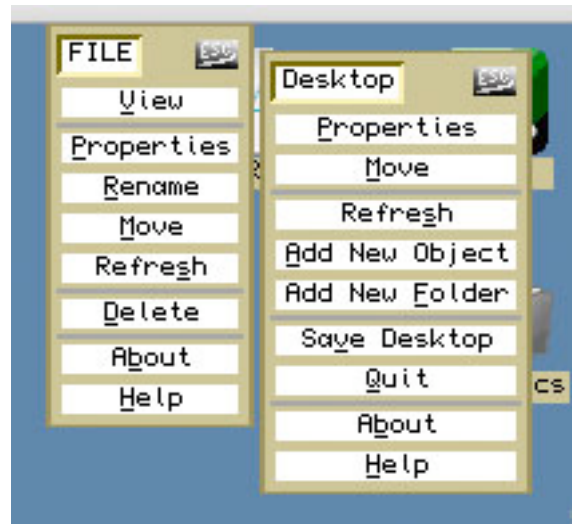 FILE ESC
View
Properties
Rename
Move
Refresh
Delete
About
Help
Desktop ESC
Properties
Move
Refresh
Add New Object
Add New Folder
Save Desktop
Quit
About
Help
cs